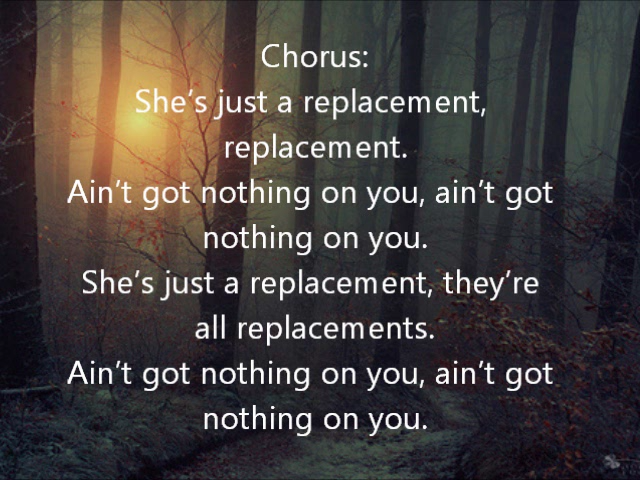 Chorus:
She’s just a replacement,
replacement.
Ain’t got nothing on you, ain’t got
nothing on you.
She’s just a replacement, they’re
all replacements.
Ain’t got nothing on you, ain’t got
nothing on you.